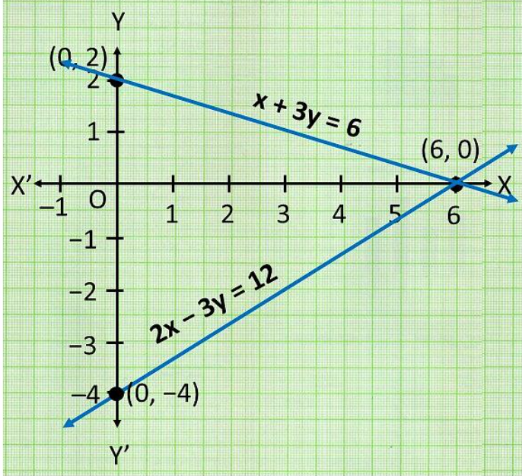 Y
(0, 2)
2
x + 3y = 6
1
(6, 0)
X' X
–1 O 1 2 3 4 5 6
–1
–2
2x – 3y = 12
–3
–4 (0, –4)
Y'